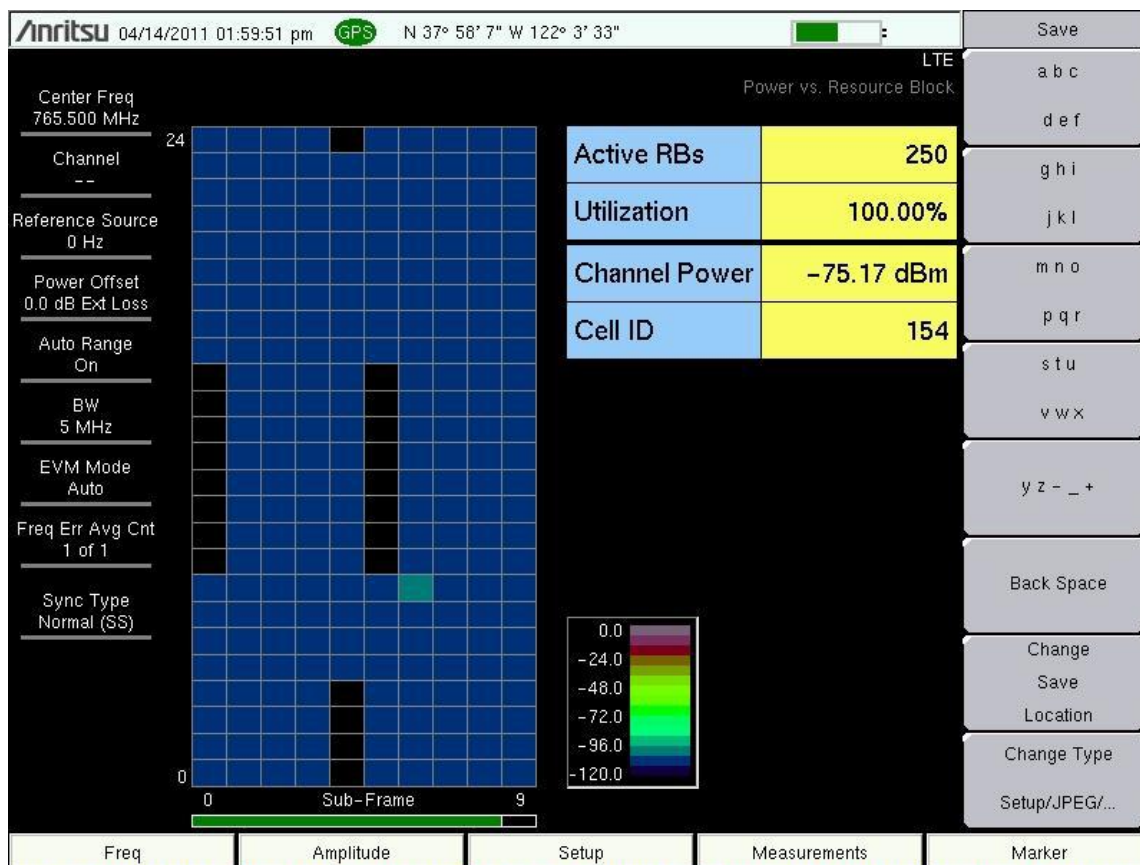 Anritsu 04/14/2011 01:59:51 pm GPS N 37° 58' 7" W 122° 3' 33"
Save
LTE
Power vs. Resource Block
Center Freq
765.500 MHz
Channel
--
Reference Source
0 Hz
Power Offset
0.0 dB Ext Loss
Auto Range
On
BW
5 MHz
EVM Mode
Auto
Freq Err Avg Cnt
1 of 1
Sync Type
Normal (SS)
24
0
0 Sub-Frame 9
Active RBs 250
Utilization 100.00%
Channel Power -75.17 dBm
Cell ID 154
0.0
-24.0
-48.0
-72.0
-96.0
-120.0
a b c
d e f
g h i
j k l
m n o
p q r
s t u
v w x
y z - _ +
Back Space
Change
Save
Location
Change Type
Setup/JPEG/...
Freq Amplitude Setup Measurements Marker